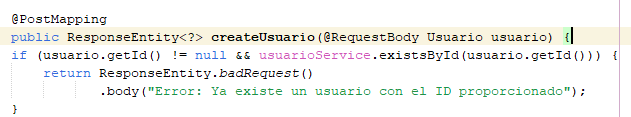 @PostMapping
public ResponseEntity<?> createUsuario(@RequestBody Usuario usuario) {
if (usuario.getId() != null && usuarioService.existsById(usuario.getId())) {
    return ResponseEntity.badRequest()
            .body("Error: Ya existe un usuario con el ID proporcionado");
}